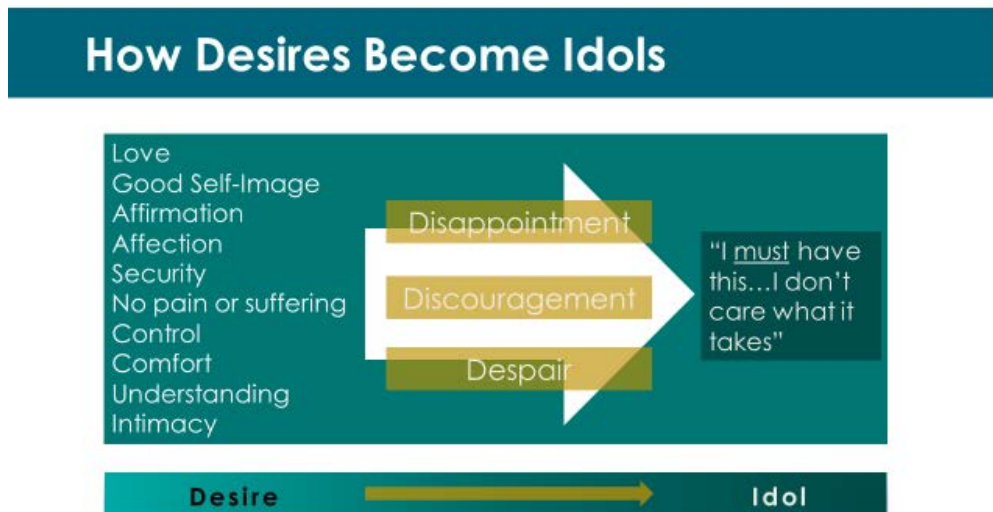 How Desires Become Idols
Love
Good Self-Image
Affirmation
Affection
Security
No pain or suffering
Control
Comfort
Understanding
Intimacy
Disappointment
Discouragement
Despair
“I must have
this...I don’t
care what it
takes”
Desire
Idol